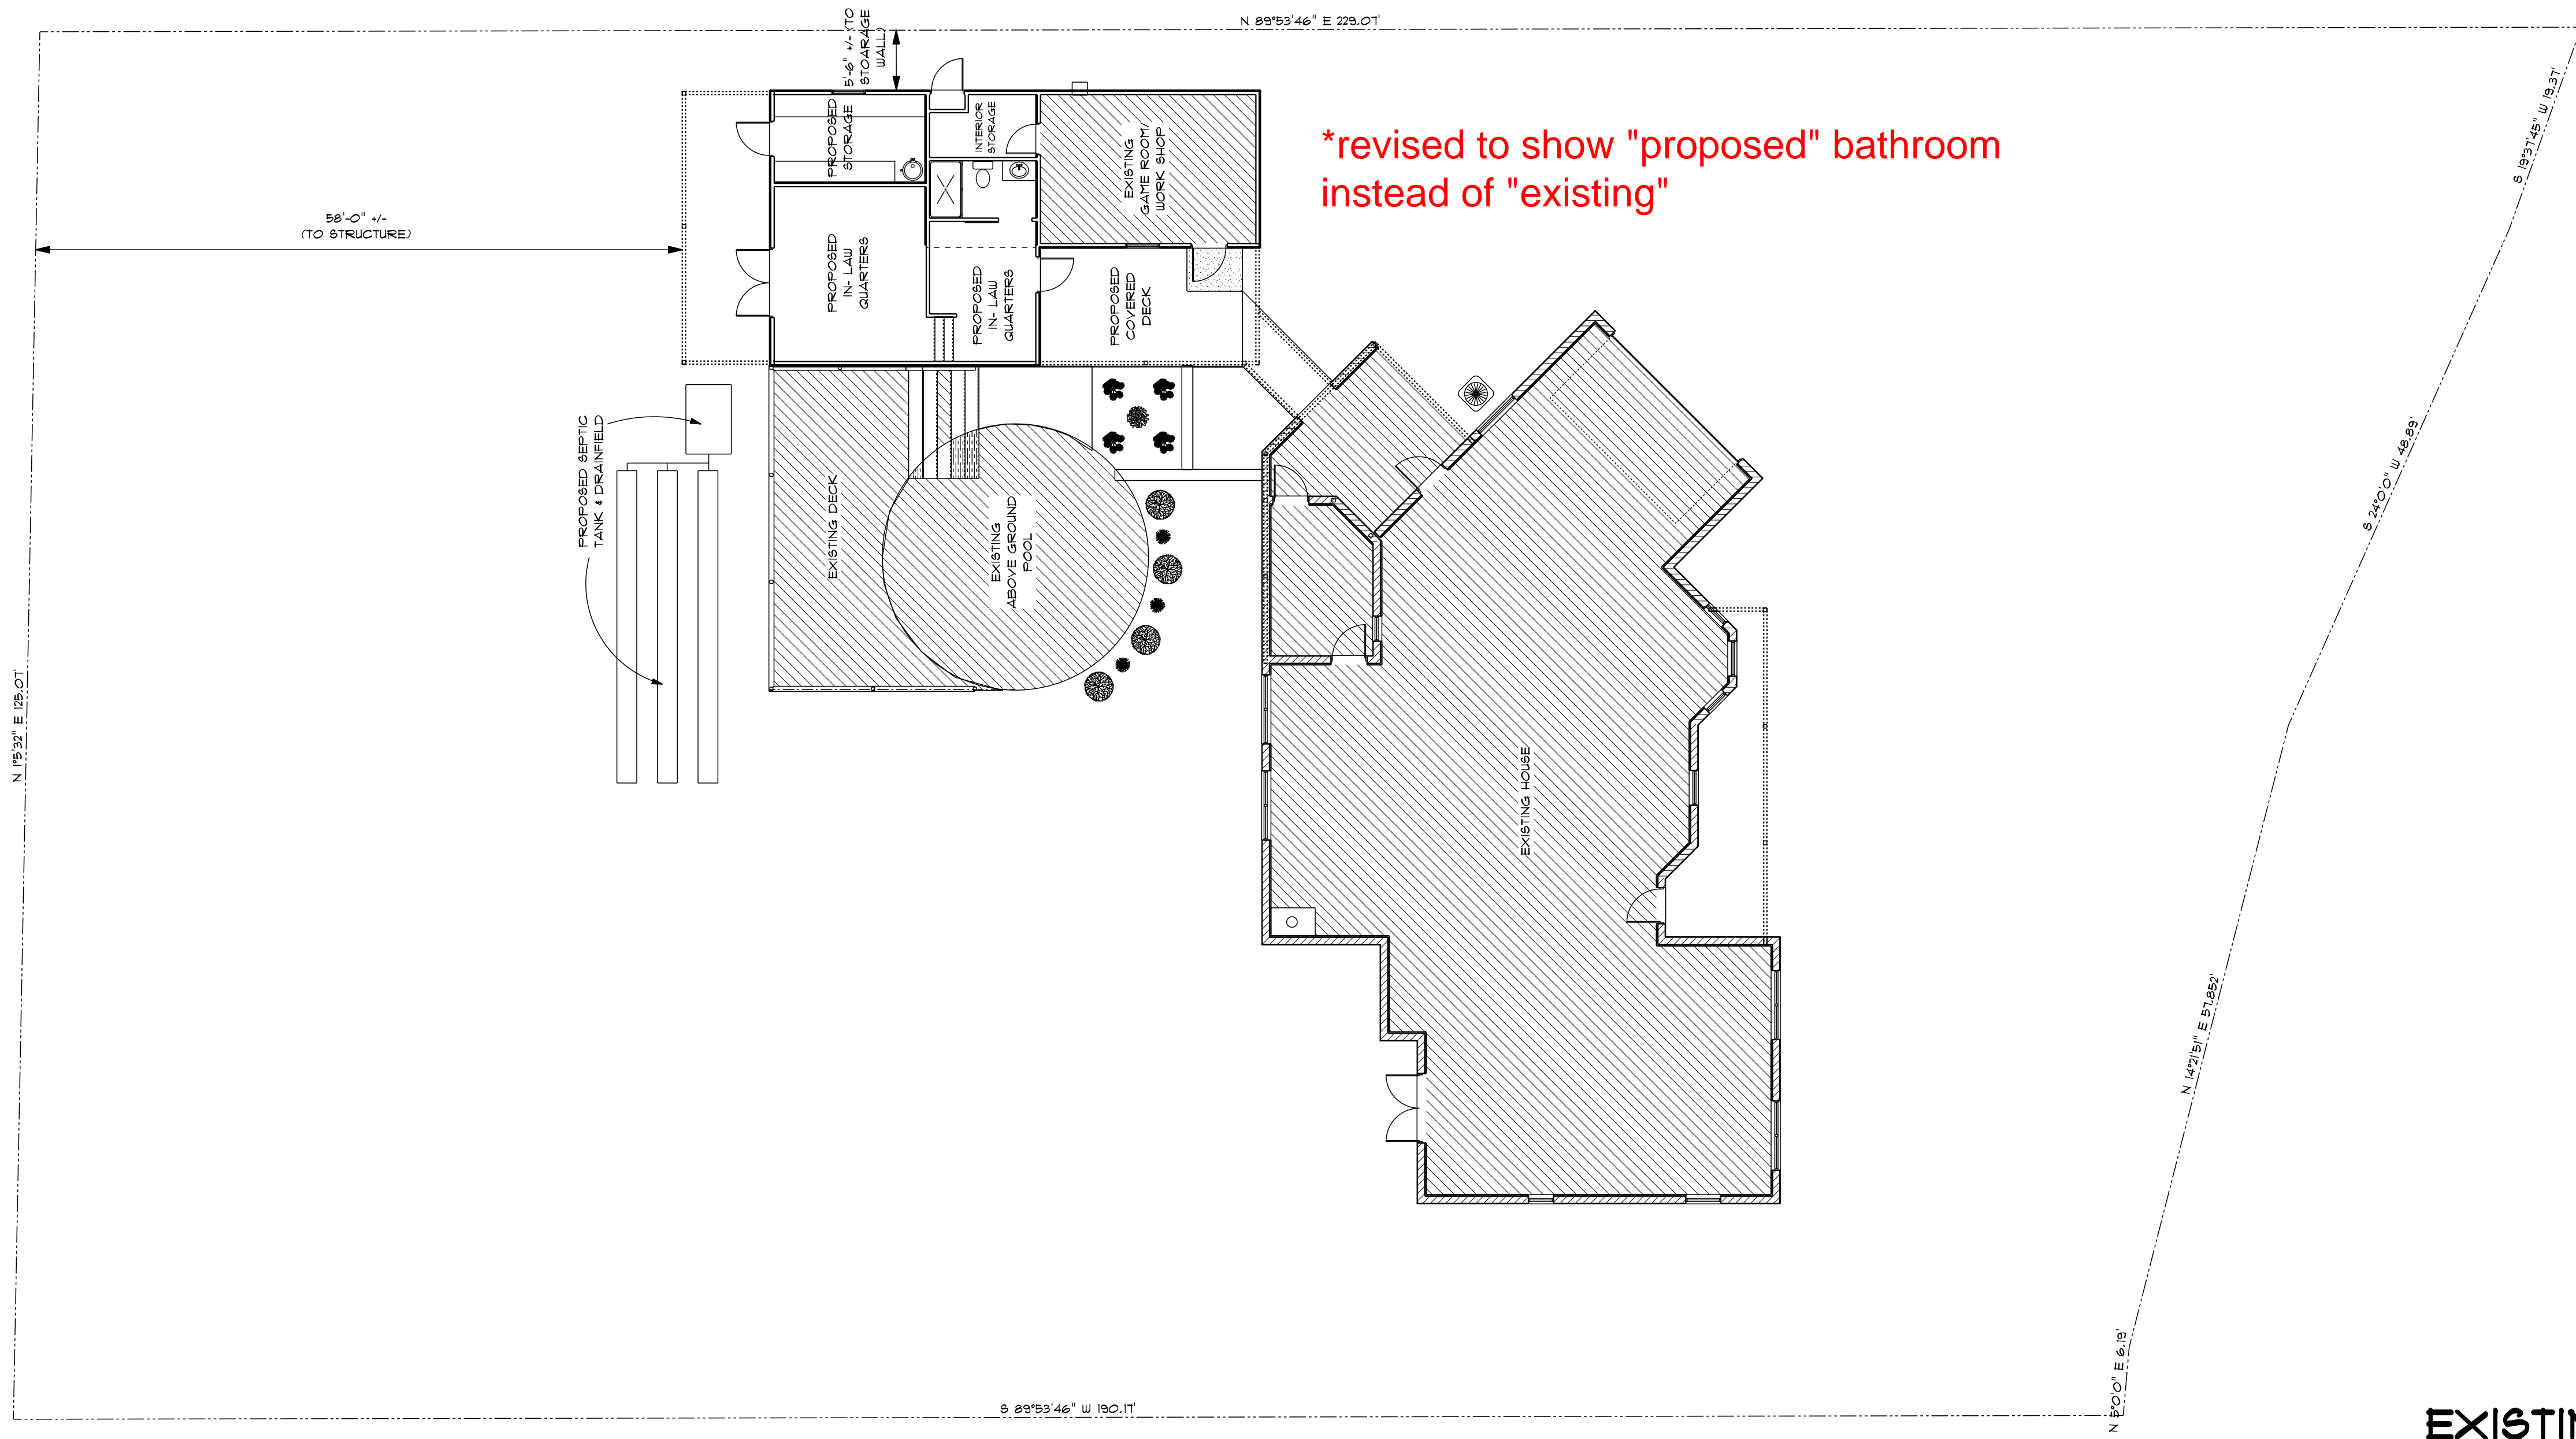 N 89°53'46" E 229.07'
5'-6" +/- (TO
STOARAGE
WALL)
S 19°37'45" W 19.37'
*revised to show "proposed" bathroom
instead of "existing"
PROPOSED
STORAGE
INTERIOR
STORAGE
EXISTING
GAME ROOM/
WORK SHOP
58'-0" +/-
(TO STRUCTURE)
PROPOSED
IN- LAW
QUARTERS
PROPOSED
IN- LAW
QUARTERS
PROPOSED
COVERED
DECK
PROPOSED SEPTIC
TANK & DRAINFIELD
EXISTING DECK
EXISTING
ABOVE GROUND
POOL
S 24°0'0" W 48.89'
N 1°5'32" E 125.07'
EXISTING HOUSE
N 14°21'51" E 57.852'
N 5°0'0" E 6.19'
S 89°53'46" W 190.17'